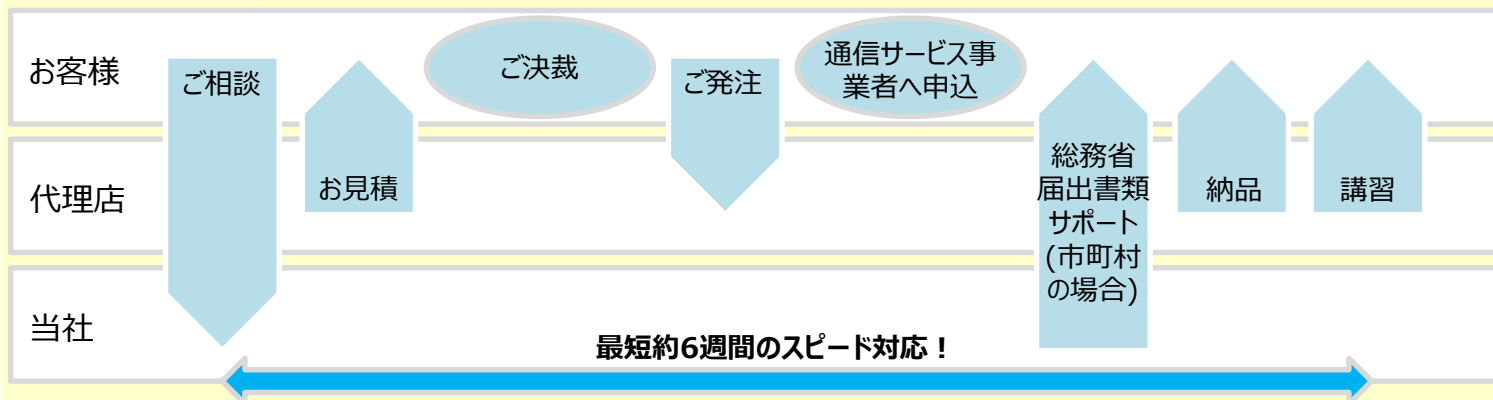 お客様
ご相談
ご決裁
ご発注
通信サービス事
業者へ申込
代理店
お見積
総務省
届出書類
サポート
(市町村
の場合)
納品
講習
当社
最短約6週間のスピード対応！